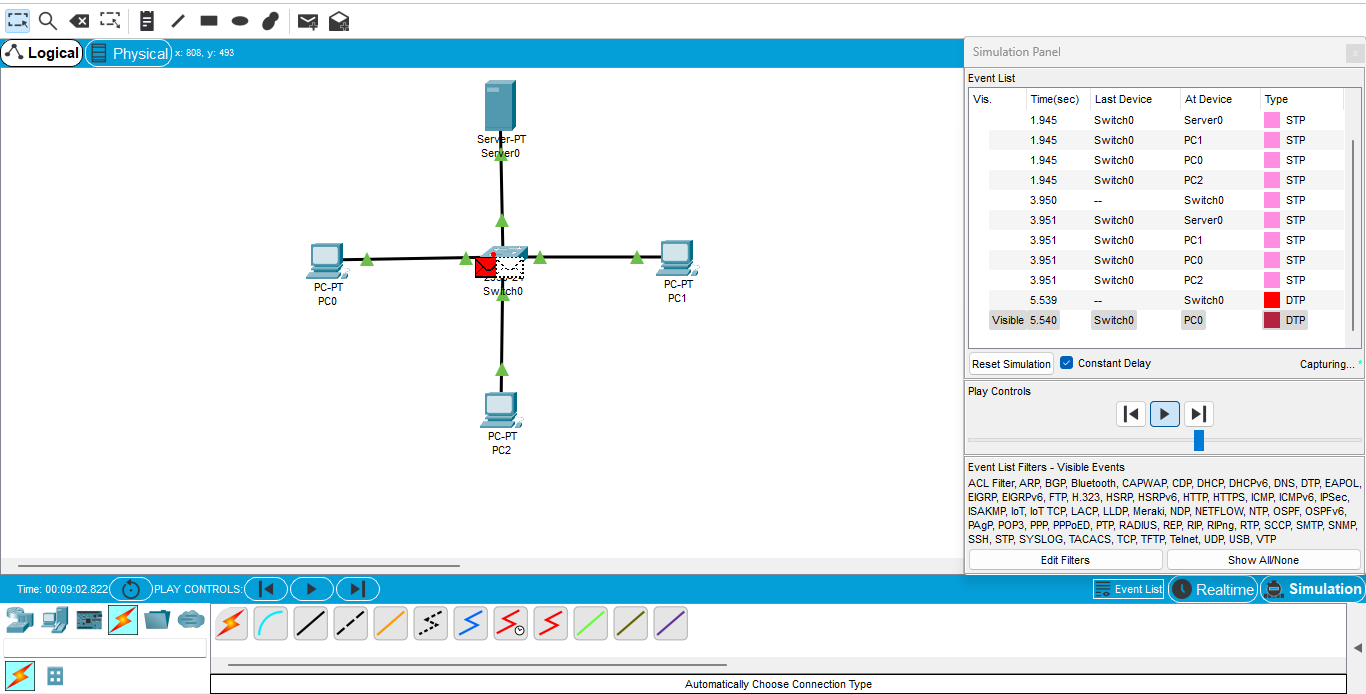 Logical
Physical
x: 808, y: 493
Server-PT
Server0
PC-PT
PC0
Switch0
PC-PT
PC1
PC-PT
PC2
Simulation Panel
Event List
Vis. Time(sec) Last Device At Device Type
1.945 Switch0 Server0 STP
1.945 Switch0 PC1 STP
1.945 Switch0 PC0 STP
1.945 Switch0 PC2 STP
3.950 -- Switch0 STP
3.951 Switch0 Server0 STP
3.951 Switch0 PC1 STP
3.951 Switch0 PC0 STP
3.951 Switch0 PC2 STP
5.539 -- Switch0 DTP
Visible 5.540 Switch0 PC0 DTP
Reset Simulation Constant Delay Capturing... *
Play Controls
Event List Filters - Visible Events
ACL Filter, ARP, BGP, Bluetooth, CAPWAP, CDP, DHCP, DHCPv6, DNS, DTP, EAPOL,
EIGRP, EIGRPv6, FTP, H.323, HSRP, HSRPv6, HTTP, HTTPS, ICMP, ICMPv6, IPSec,
ISAKMP, IoT, IoT TCP, LACP, LLDP, Meraki, NDP, NETFLOW, NTP, OSPF, OSPFv6,
PAgP, POP3, PPP, PPPoED, PTP, RADIUS, REP, RIP, RIPng, RTP, SCCP, SMTP, SNMP,
SSH, STP, SYSLOG, TACACS, TCP, TFTP, Telnet, UDP, USB, VTP
Edit Filters Show All/None
Time: 00:09:02.822 PLAY CONTROLS: Event List Realtime Simulation
Automatically Choose Connection Type